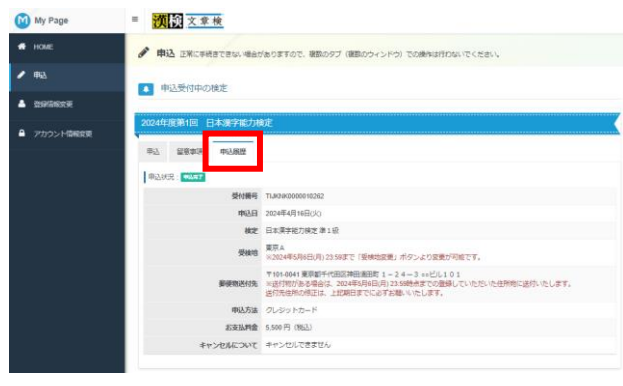 My Page
漢検 文章検
HOME
申込
登録情報変更
アカウント情報変更
申込 正常に手続きできない場合がありますので、複数のタブ（複数のウィンドウ）での操作は行わないでください。
申込受付中の検定
2024年度第1回 日本漢字能力検定
申込 留意事項 申込履歴
申込状況：申込完了
受付番号 TIJKNK0000010262
申込日 2024年4月16日(火)
検定 日本漢字能力検定 準1級
受検地 東京A
※2024年5月6日(月) 23:59まで「受検地変更」ボタンより変更が可能です。
郵便物送付先 〒101-0041 東京都千代田区神田須田町 1－24－3 ビル101
※送付物がある場合は、2024年5月6日(月) 23:59時点までの登録していただいた住所宛に送付いたします。
送付先住所の修正は、上記期日までに必ずお願いいたします。
申込方法 クレジットカード
お支払料金 5,500 円（税込）
キャンセルについて キャンセルできません